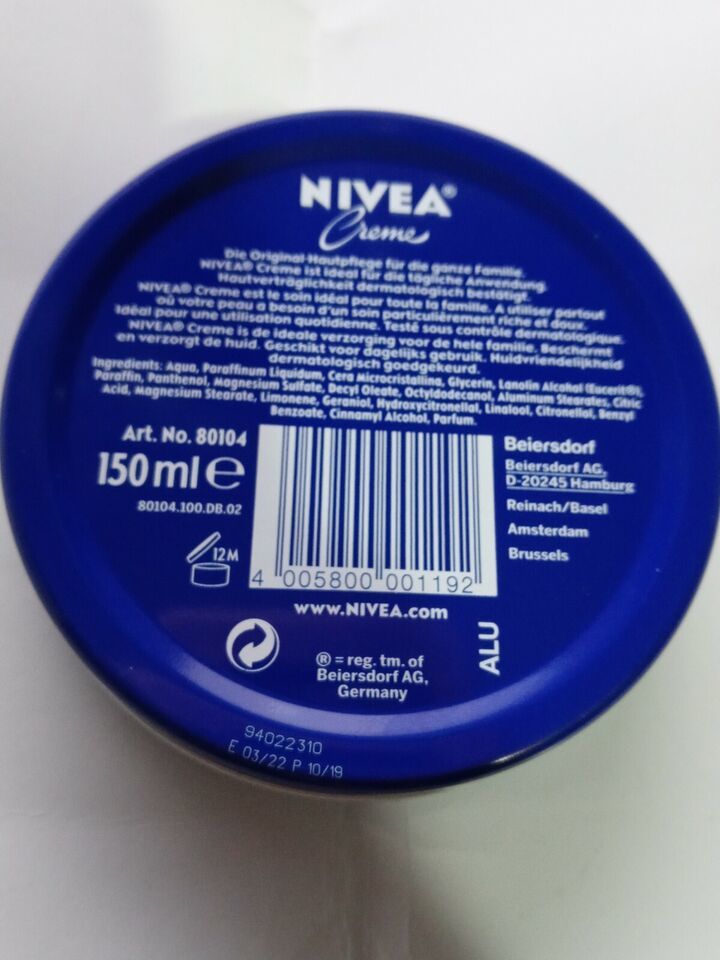 NIVEA®
Creme
Die Original-Hautpflege für die ganze Familie.
NIVEA® Creme ist ideal für die tägliche Anwendung.
Hautverträglichkeit dermatologisch bestätigt.
NIVEA® Creme est le soin idéal pour toute la famille. A utiliser partout
où votre peau a besoin d'un soin particulièrement riche et doux.
Idéal pour une utilisation quotidienne. Testé sous contrôle dermatologique.
NIVEA® Creme is de ideale verzorging voor de hele familie. Beschermt
en verzorgt de huid. Geschikt voor dagelijks gebruik. Huidvriendelijkheid
dermatologisch goedgekeurd.
Ingredients: Aqua, Paraffinum Liquidum, Cera Microcristallina, Glycerin, Lanolin Alcohol (Eucerit®),
Paraffin, Panthenol, Magnesium Sulfate, Decyl Oleate, Octyldodecanol, Aluminum Stearates, Citric
Acid, Magnesium Stearate, Limonene, Geraniol, Hydroxycitronellal, Linalool, Citronellol, Benzyl
Benzoate, Cinnamyl Alcohol, Parfum.
Art. No. 80104
150 ml e
80104.100.DB.02
12M
4 005800 001192
Beiersdorf
Beiersdorf AG,
D-20245 Hamburg
Reinach/Basel
Amsterdam
Brussels
www.NIVEA.com
ALU
® = reg. tm. of
Beiersdorf AG,
Germany
94022310
E 03/22 P 10/19